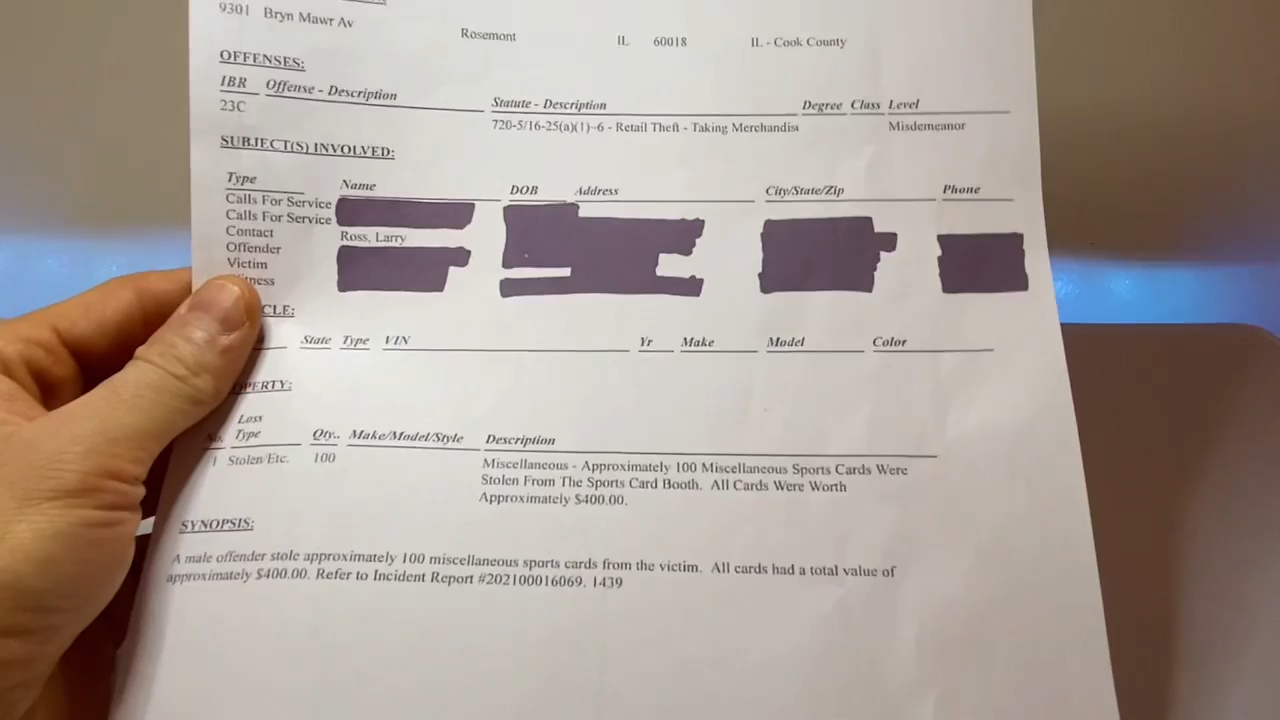 9301 Bryn Mawr Av
Rosemont IL 60018 IL - Cook County
OFFENSES:
IBR Offense - Description Statute - Description Degree Class Level
23C 720-5/16-25(a)(1)-6 - Retail Theft - Taking Merchandise Misdemeanor
SUBJECT(S) INVOLVED:
Type Name DOB Address City/State/Zip Phone
Calls For Service
Calls For Service
Contact Ross, Larry
Offender
Victim
itness
CLE:
State Type VIN Yr Make Model Color
OPERTY:
Loss
No. Type Qty.. Make/Model/Style Description
1 Stolen/Etc. 100 Miscellaneous - Approximately 100 Miscellaneous Sports Cards Were
Stolen From The Sports Card Booth. All Cards Were Worth
Approximately $400.00.
SYNOPSIS:
A male offender stole approximately 100 miscellaneous sports cards from the victim. All cards had a total value of
approximately $400.00. Refer to Incident Report #202100016069. 1439